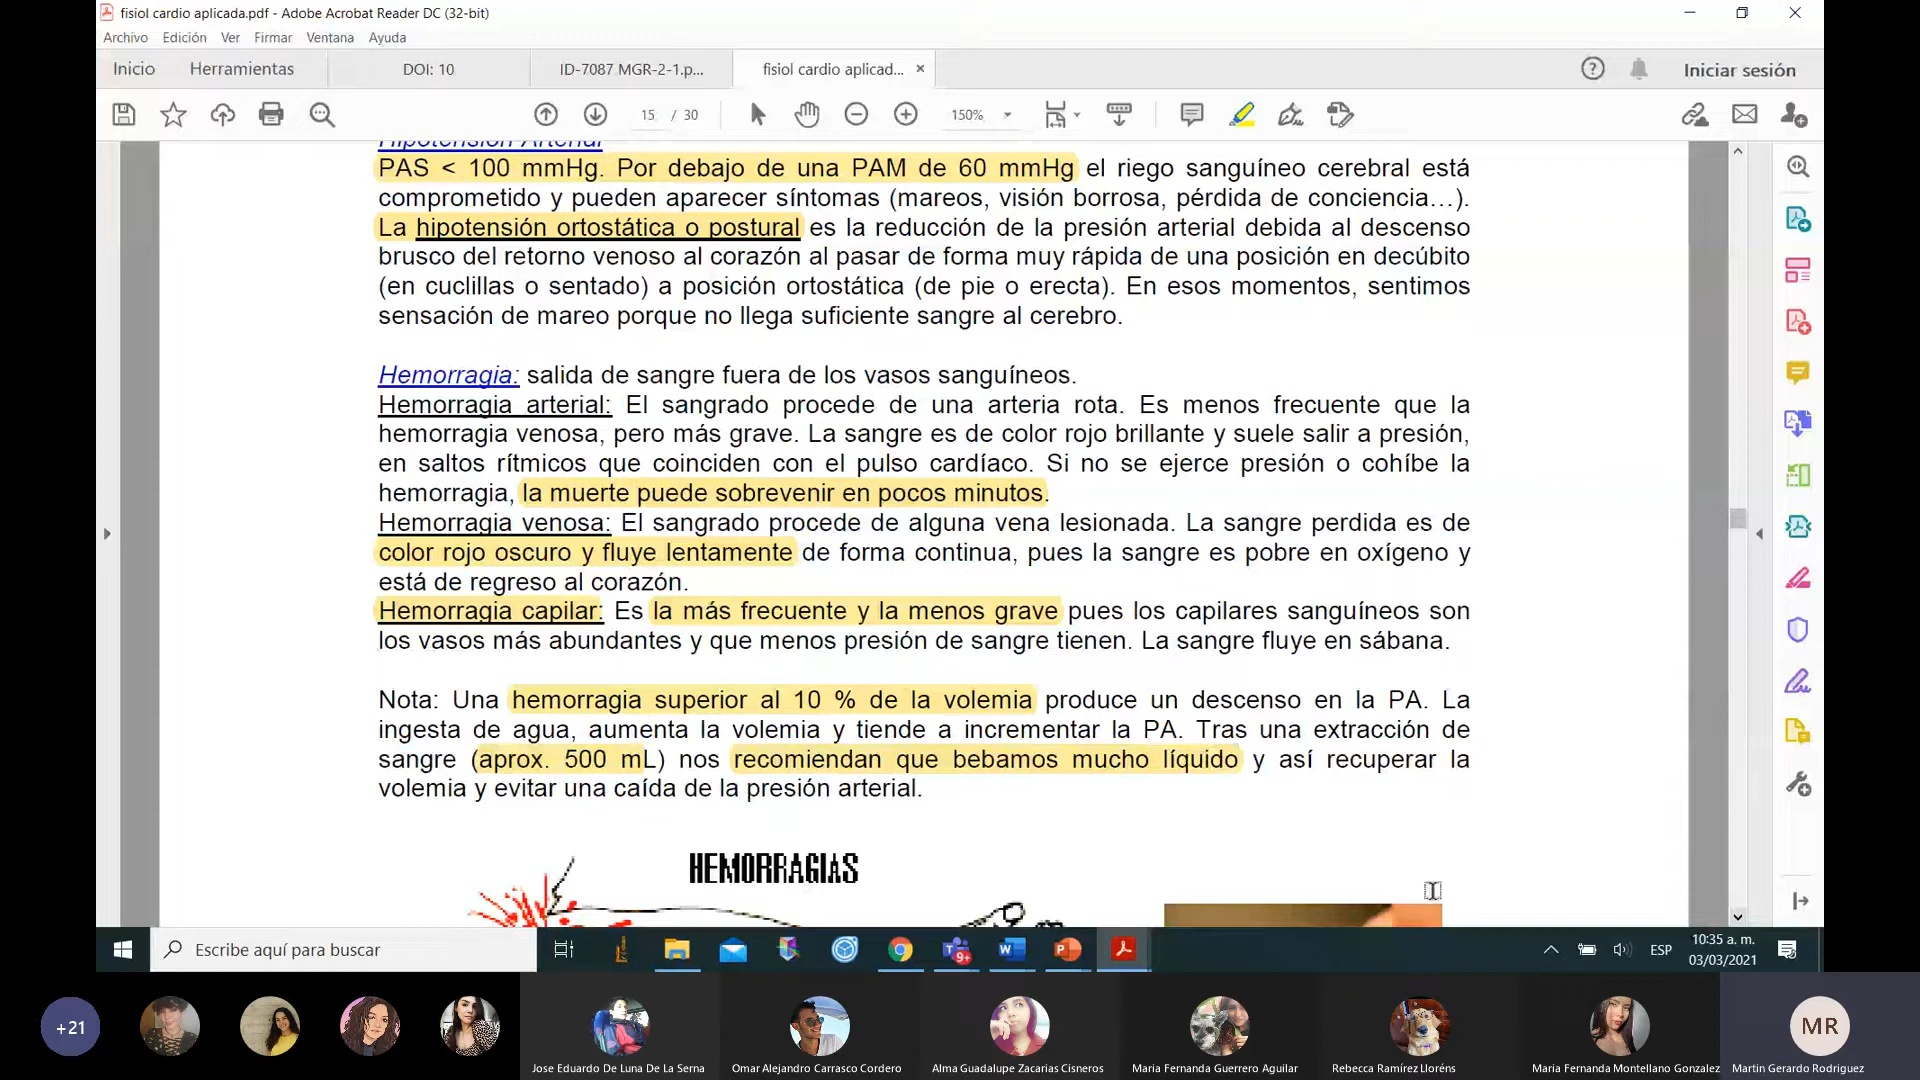 fisiol cardio aplicada.pdf - Adobe Acrobat Reader DC (32-bit)
Archivo Edición Ver Firmar Ventana Ayuda
Inicio Herramientas DOI: 10 ID-7087 MGR-2-1.p... fisiol cardio aplicad... Iniciar sesión
15 / 30 150%
Hipotensión Arterial
PAS < 100 mmHg. Por debajo de una PAM de 60 mmHg el riego sanguíneo cerebral está
comprometido y pueden aparecer síntomas (mareos, visión borrosa, pérdida de conciencia…).
La hipotensión ortostática o postural es la reducción de la presión arterial debida al descenso
brusco del retorno venoso al corazón al pasar de forma muy rápida de una posición en decúbito
(en cuclillas o sentado) a posición ortostática (de pie o erecta). En esos momentos, sentimos
sensación de mareo porque no llega suficiente sangre al cerebro.
Hemorragia: salida de sangre fuera de los vasos sanguíneos.
Hemorragia arterial: El sangrado procede de una arteria rota. Es menos frecuente que la
hemorragia venosa, pero más grave. La sangre es de color rojo brillante y suele salir a presión,
en saltos rítmicos que coinciden con el pulso cardíaco. Si no se ejerce presión o cohíbe la
hemorragia, la muerte puede sobrevenir en pocos minutos.
Hemorragia venosa: El sangrado procede de alguna vena lesionada. La sangre perdida es de
color rojo oscuro y fluye lentamente de forma continua, pues la sangre es pobre en oxígeno y
está de regreso al corazón.
Hemorragia capilar: Es la más frecuente y la menos grave pues los capilares sanguíneos son
los vasos más abundantes y que menos presión de sangre tienen. La sangre fluye en sábana.
Nota: Una hemorragia superior al 10 % de la volemia produce un descenso en la PA. La
ingesta de agua, aumenta la volemia y tiende a incrementar la PA. Tras una extracción de
sangre (aprox. 500 mL) nos recomiendan que bebamos mucho líquido y así recuperar la
volemia y evitar una caída de la presión arterial.
HEMORRAGIAS
Escribe aquí para buscar
9+
ESP
10:35 a. m.
03/03/2021
+21
MR
Jose Eduardo De Luna De La Serna
Omar Alejandro Carrasco Cordero
Alma Guadalupe Zacarias Cisneros
Maria Fernanda Guerrero Aguilar
Rebecca Ramírez Lloréns
Maria Fernanda Montellano Gonzalez
Martin Gerardo Rodriguez